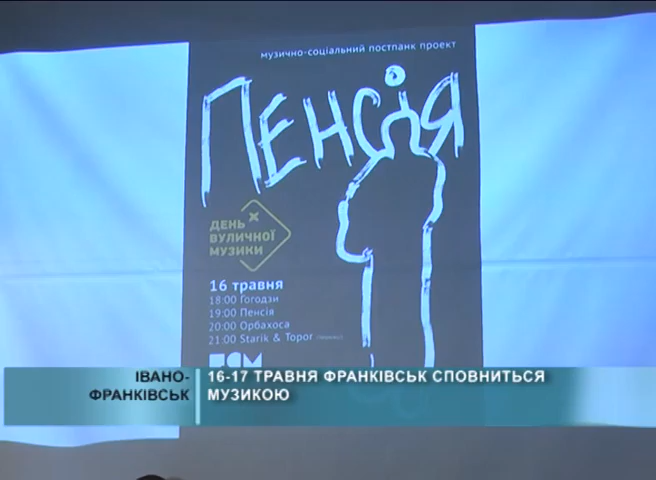 музично-соціальний постпанк проект
Пенсія
ДЕНЬ
ВУЛИЧНОЇ
МУЗИКИ
16 травня
18:00 Гогодзи
19:00 Пенсія
20:00 Орбахоса
21:00 Starik & Topor
ІВАНО-
ФРАНКІВСЬК
16-17 ТРАВНЯ ФРАНКІВСЬК СПОВНИТЬСЯ
МУЗИКОЮ